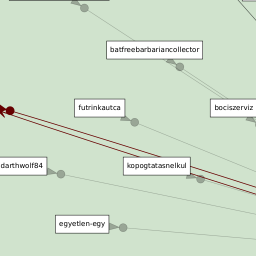 batfreebarbariancollector
futrinkautca
bociszerviz
darthwolf84
kopogtatasnelkul
egyetlen-egy